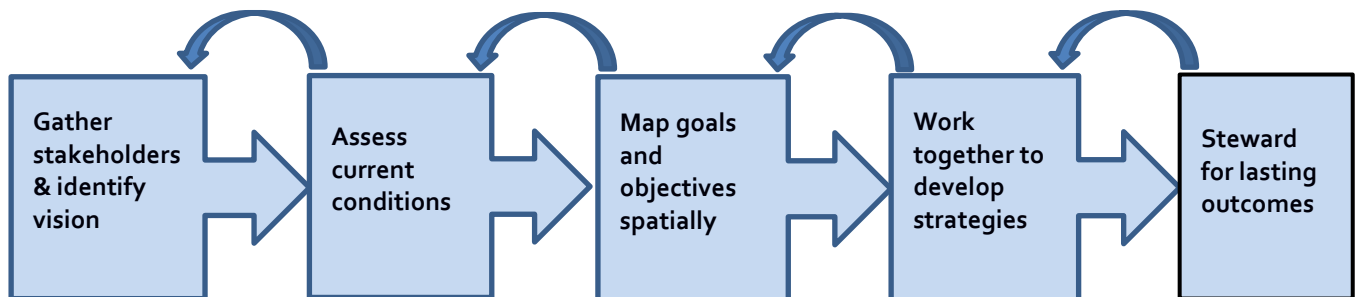 Gather
stakeholders
& identify
vision
Assess
current
conditions
Map goals
and
objectives
spatially
Work
together to
develop
strategies
Steward
for lasting
outcomes